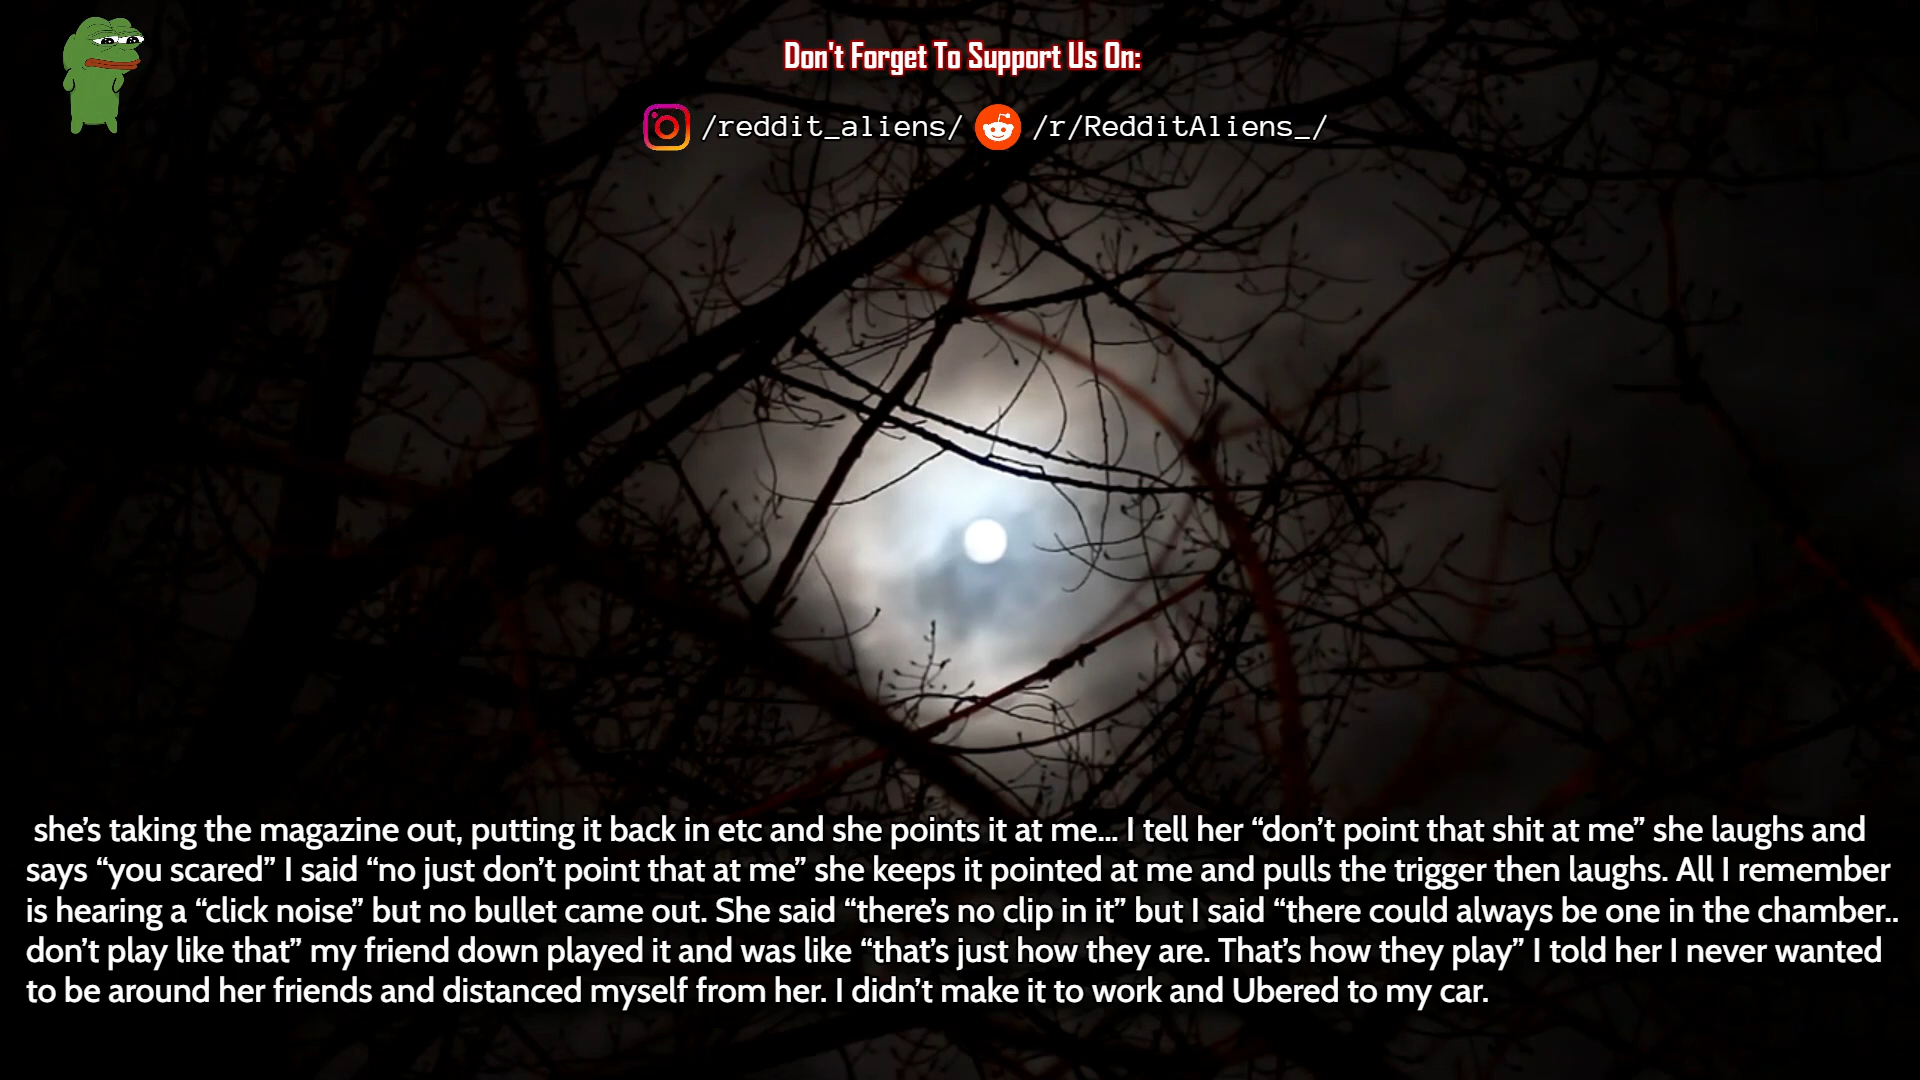 Don't Forget To Support Us On:
/reddit_aliens/ /r/RedditAliens_/
she’s taking the magazine out, putting it back in etc and she points it at me... I tell her “don’t point that shit at me” she laughs and
says “you scared” I said “no just don’t point that at me” she keeps it pointed at me and pulls the trigger then laughs. All I remember
is hearing a “click noise” but no bullet came out. She said “there’s no clip in it” but I said “there could always be one in the chamber..
don’t play like that” my friend down played it and was like “that’s just how they are. That’s how they play” I told her I never wanted
to be around her friends and distanced myself from her. I didn’t make it to work and Ubered to my car.